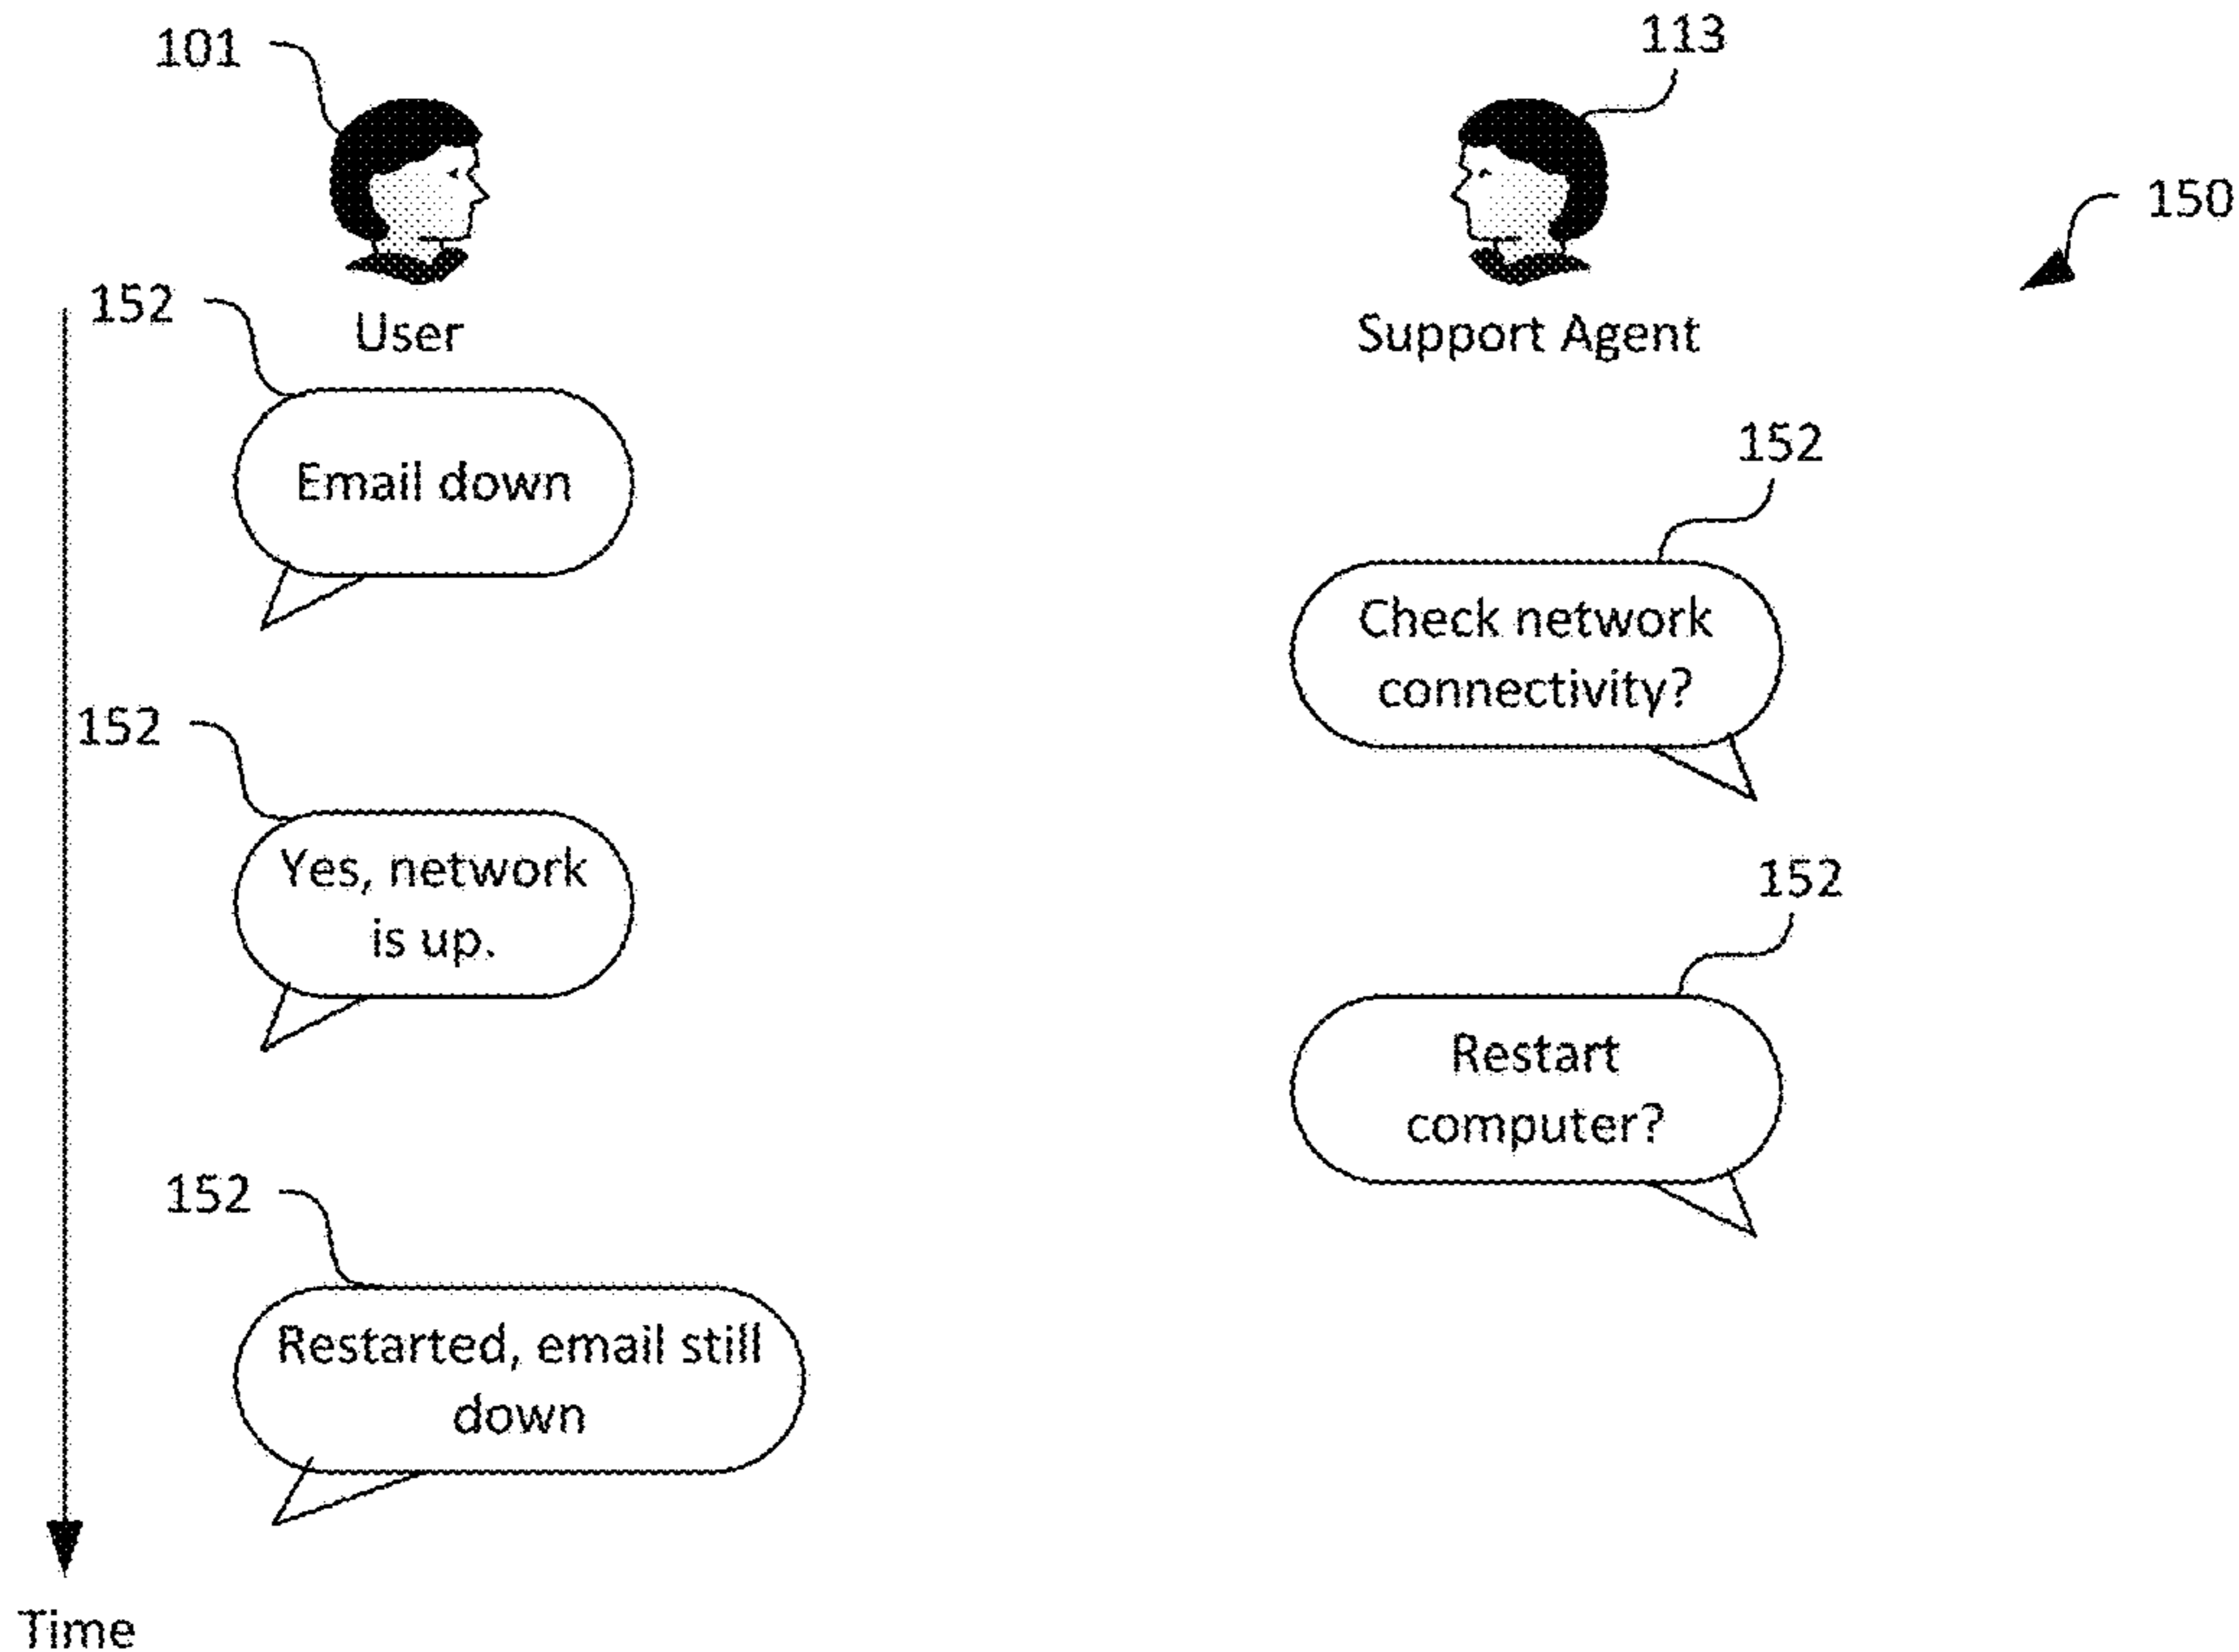 101
113
150
152
User
Support Agent
Email down
152
Check network
connectivity?
152
Yes, network
is up.
152
Restart
computer?
152
Restarted, email still
down
Time